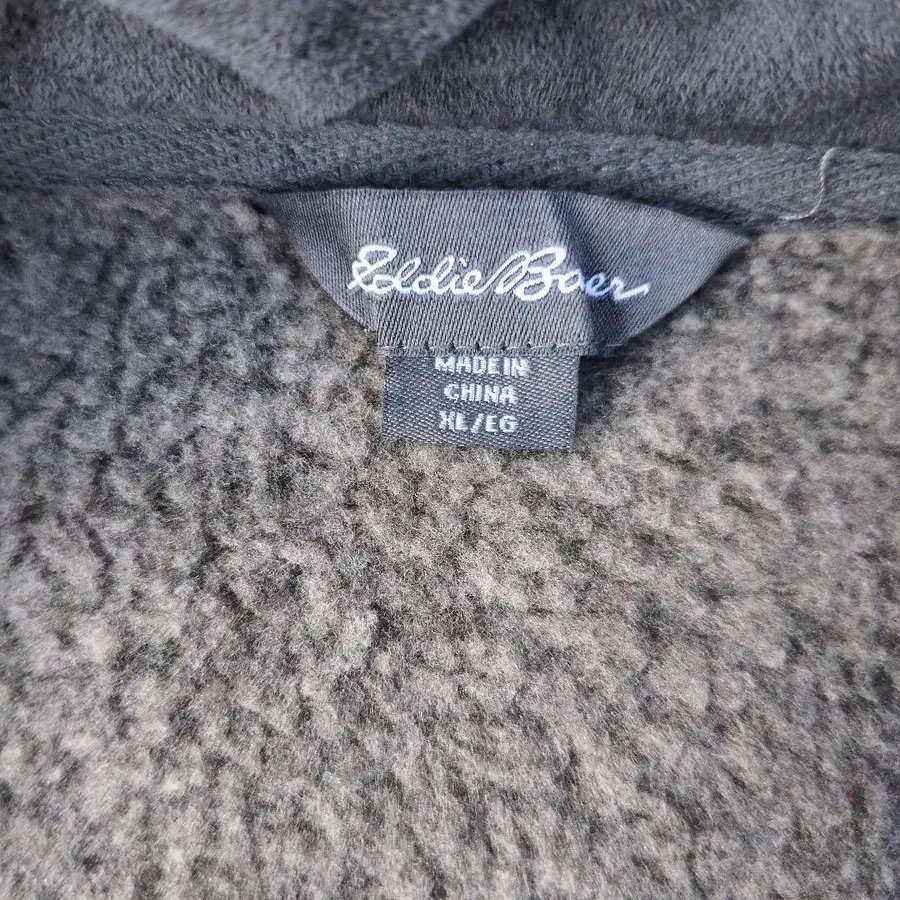 Eddie Bauer
MADE IN
CHINA
XL/EG